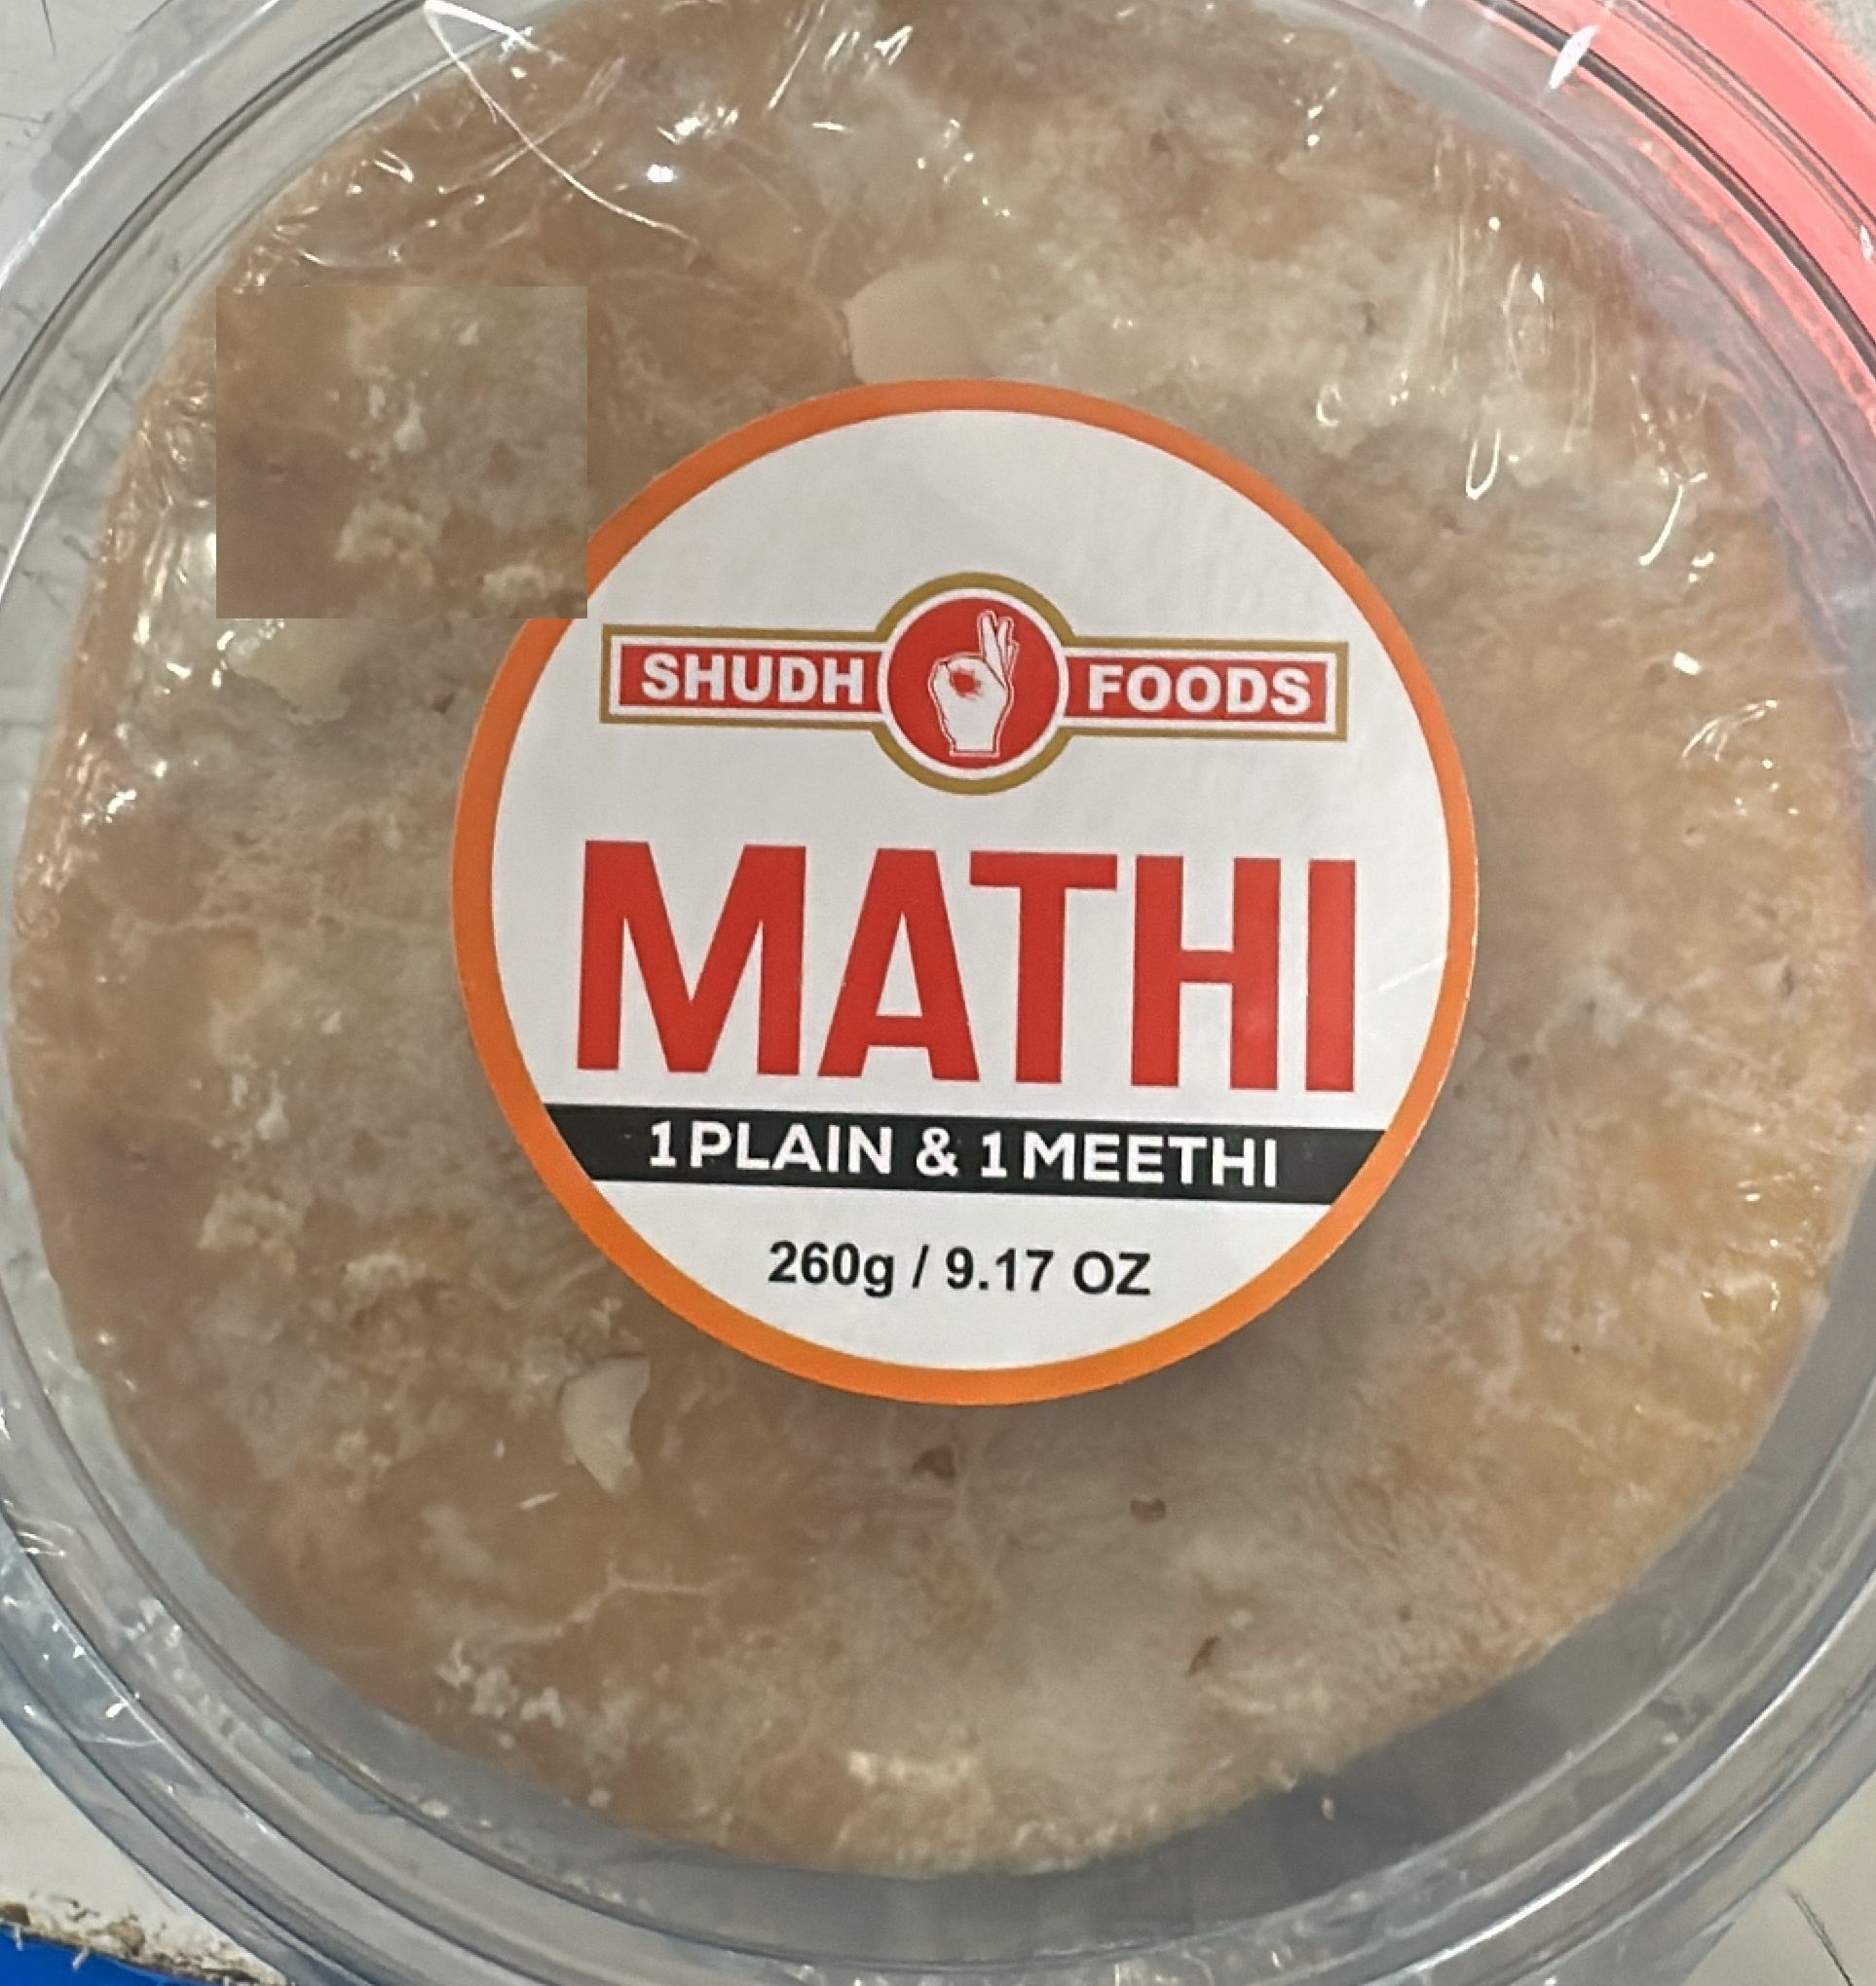 SHUDH FOODS
MATHI
1 PLAIN & 1 MEETHI
260g / 9.17 OZ